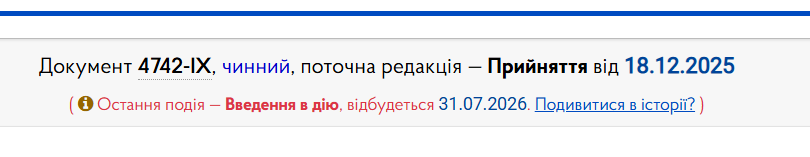 Документ 4742-IX, чинний, поточна редакція — Прийняття від 18.12.2025
( Остання подія — Введення в дію, відбудеться 31.07.2026. Подивитися в історії? )